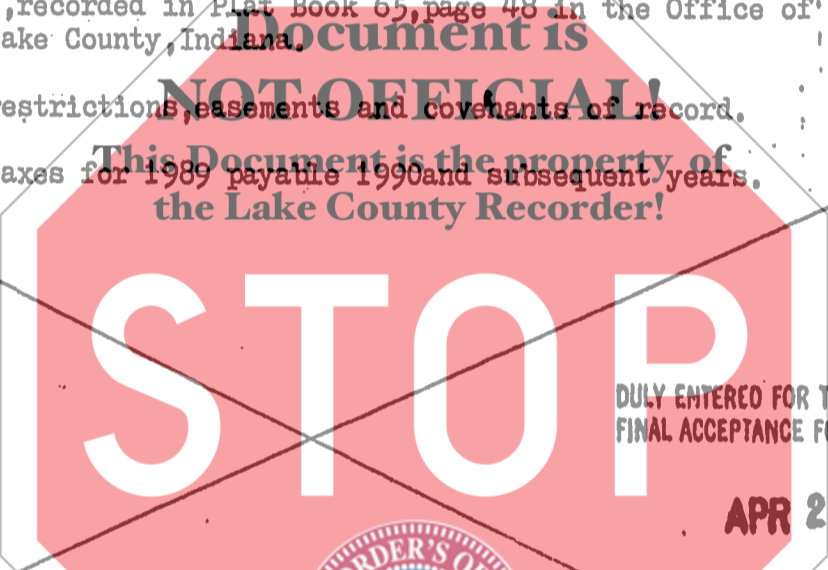 ,recorded in Plat Book 65,page 48 in the Office of
Document is
ake County,Indiana.
NOT OFFICIAL!
estrictions,easements and covenants of record.
This Document is the property of
axes for 1989 payable 1990and subsequent years.
the Lake County Recorder!
STOP
DULY ENTERED FOR T
FINAL ACCEPTANCE FO
APR 2
ORDER'S O